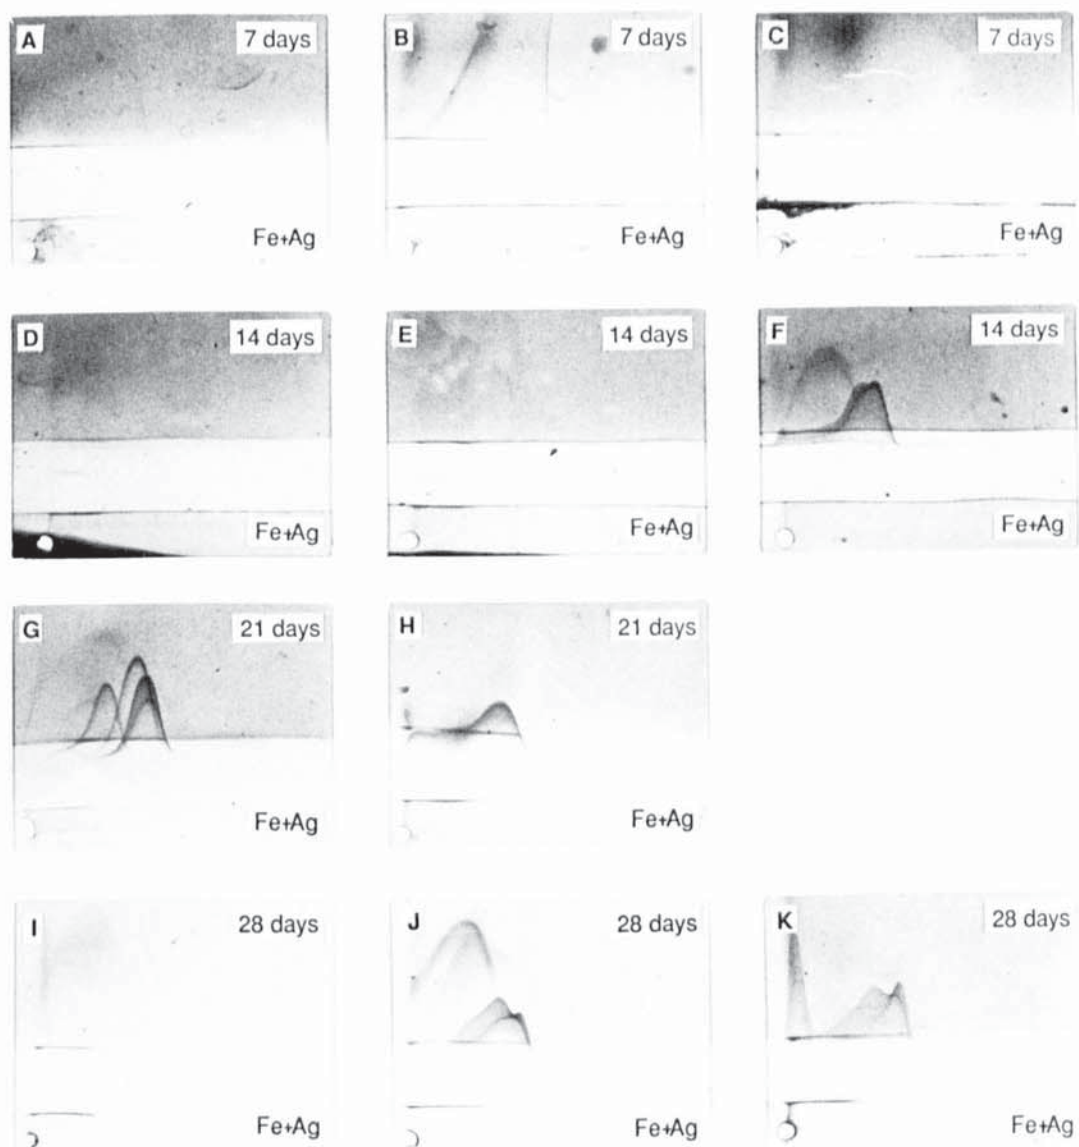 A 7 days
Fe+Ag
B 7 days
Fe+Ag
C 7 days
Fe+Ag
D 14 days
Fe+Ag
E 14 days
Fe+Ag
F 14 days
Fe+Ag
G 21 days
Fe+Ag
H 21 days
Fe+Ag
I 28 days
Fe+Ag
J 28 days
Fe+Ag
K 28 days
Fe+Ag